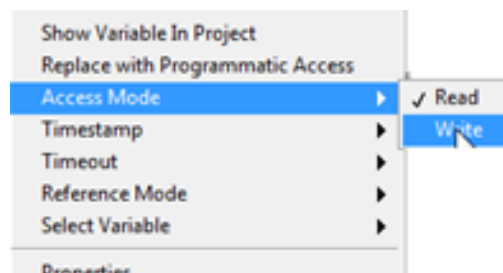 Show Variable In Project
Replace with Programmatic Access
Access Mode
Read
Write
Timestamp
Timeout
Reference Mode
Select Variable
Properties